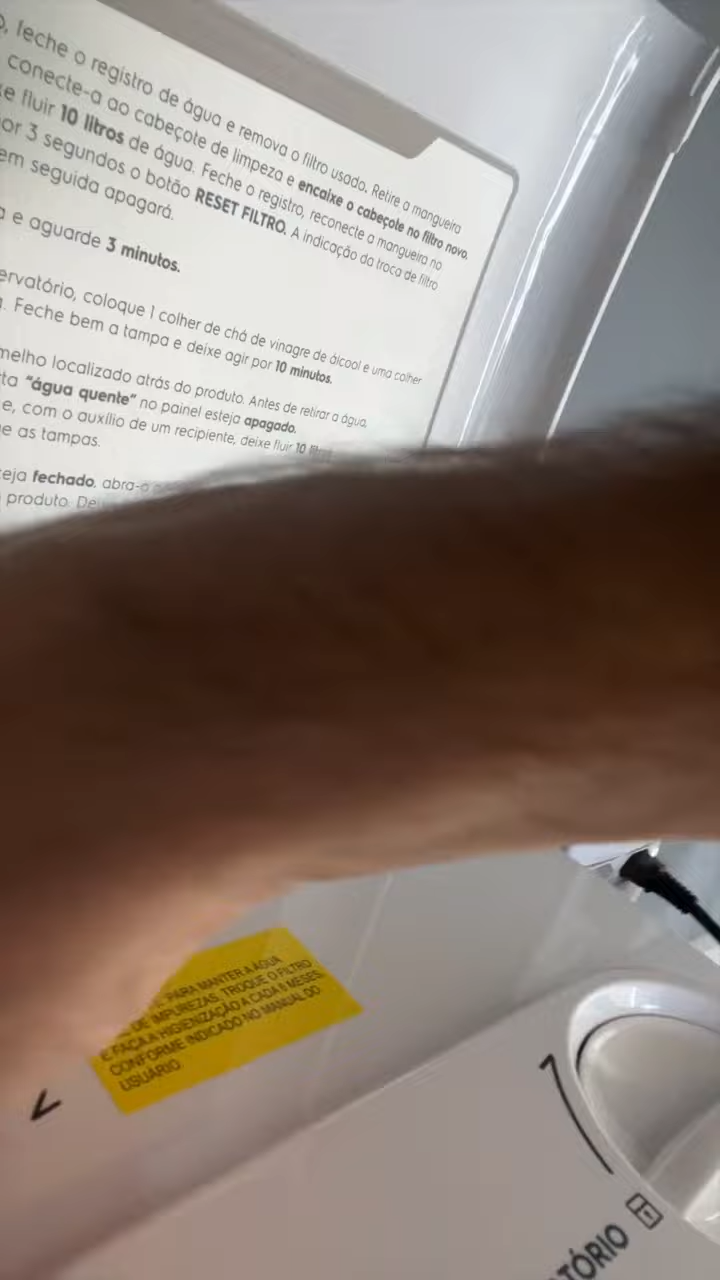 feche o registro de água e remova o filtro usado. Retire a mangueira
conecte-a ao cabeçote de limpeza e encaixe o cabeçote no filtro novo.
fluir 10 litros de água. Feche o registro, reconecte a mangueira no
or 3 segundos o botão RESET FILTRO. A indicação da troca de filtro
em seguida apagará.
e aguarde 3 minutos.
ervatório, coloque 1 colher de chá de vinagre de álcool e uma colher
. Feche bem a tampa e deixe agir por 10 minutos.
melho localizado atrás do produto. Antes de retirar a água,
ta "água quente" no painel esteja apagado.
e, com o auxílio de um recipiente, deixe fluir 10
e as tampas.
eja fechado, abra-o
produto.
PARA MANTER A ÁGUA
DE IMPUREZAS, TROQUE O FILTRO
E FAÇA A HIGIENIZAÇÃO A CADA 6 MESES,
CONFORME INDICADO NO MANUAL DO
USUÁRIO.
TÓRIO